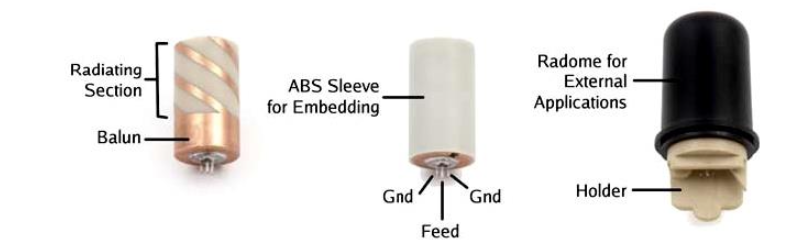 Radiating
Section
Balun
ABS Sleeve
for Embedding
Gnd
Gnd
Feed
Radome for
External
Applications
Holder